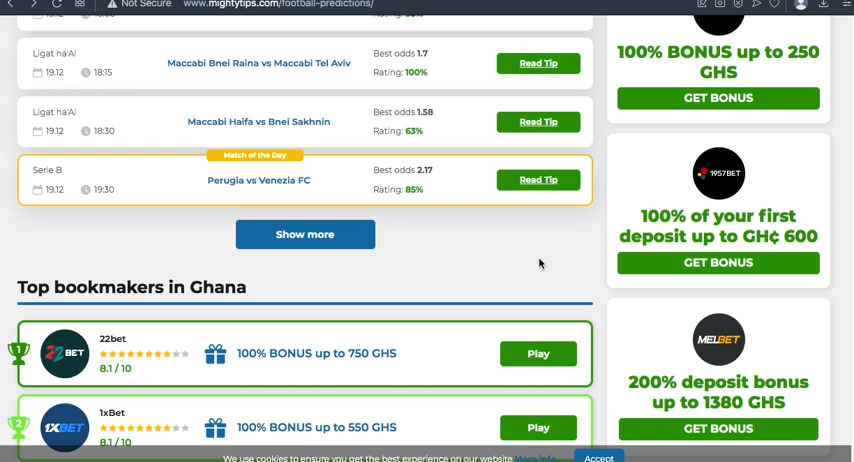 Not Secure
www.mightytips.com/football-predictions/
Ligat ha'Al
19.12
18:15
Maccabi Bnei Raina vs Maccabi Tel Aviv
Best odds 1.7
Rating: 100%
Read Tip
Ligat ha'Al
19.12
18:30
Maccabi Haifa vs Bnei Sakhnin
Best odds 1.58
Rating: 63%
Read Tip
Match of the Day
Serie B
19.12
19:30
Perugia vs Venezia FC
Best odds 2.17
Rating: 85%
Read Tip
Show more
Top bookmakers in Ghana
1
22BET
22bet
8.1 / 10
100% BONUS up to 750 GHS
Play
2
1XBET
1xBet
8.1 / 10
100% BONUS up to 550 GHS
Play
100% BONUS up to 250
GHS
GET BONUS
1957BET
100% of your first
deposit up to GH¢ 600
GET BONUS
MELBET
200% deposit bonus
up to 1380 GHS
GET BONUS
We use cookies to ensure you get the best experience on our website. More info.
Accept